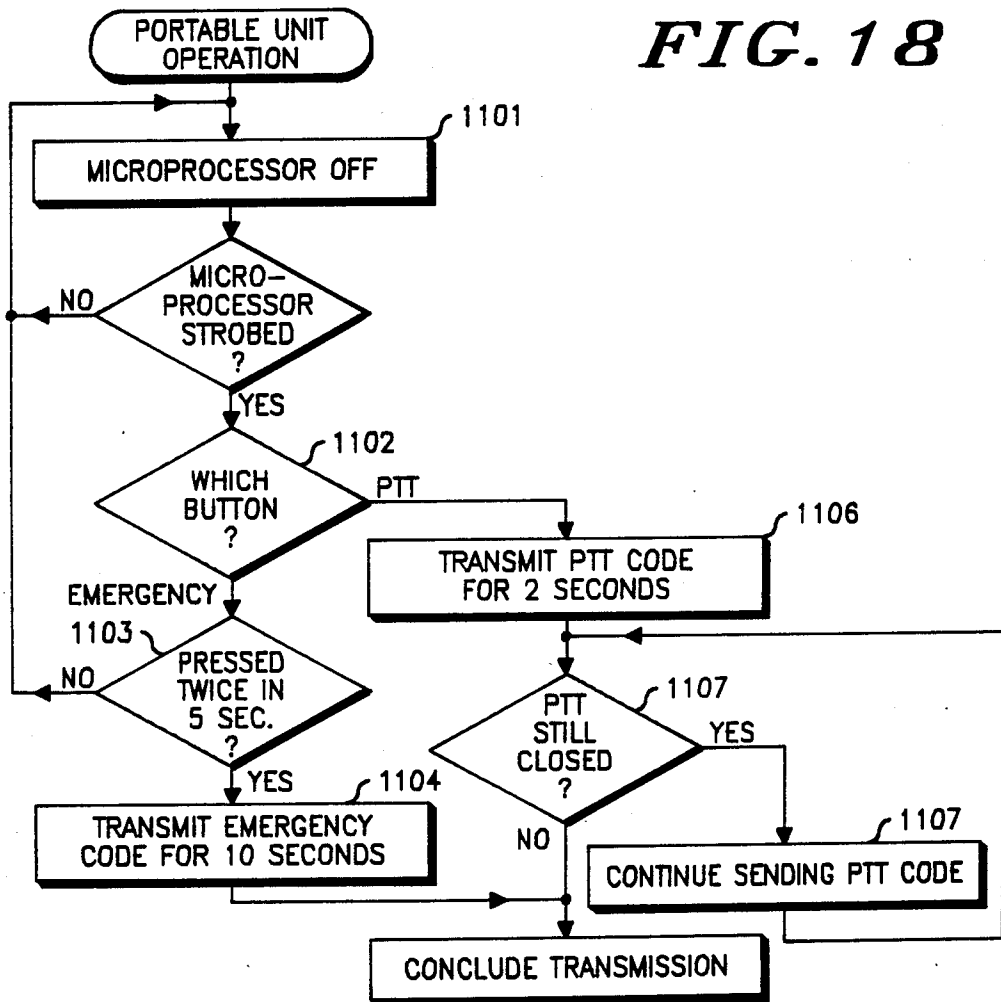 FIG. 18
PORTABLE UNIT
OPERATION
1101
MICROPROCESSOR OFF
MICRO-
PROCESSOR
STROBED
?
NO
YES
1102
WHICH
BUTTON
?
PTT
EMERGENCY
1106
TRANSMIT PTT CODE
FOR 2 SECONDS
1103
PRESSED
TWICE IN
5 SEC.
?
NO
YES
1107
PTT
STILL
CLOSED
?
YES
NO
1104
TRANSMIT EMERGENCY
CODE FOR 10 SECONDS
1107
CONTINUE SENDING PTT CODE
CONCLUDE TRANSMISSION